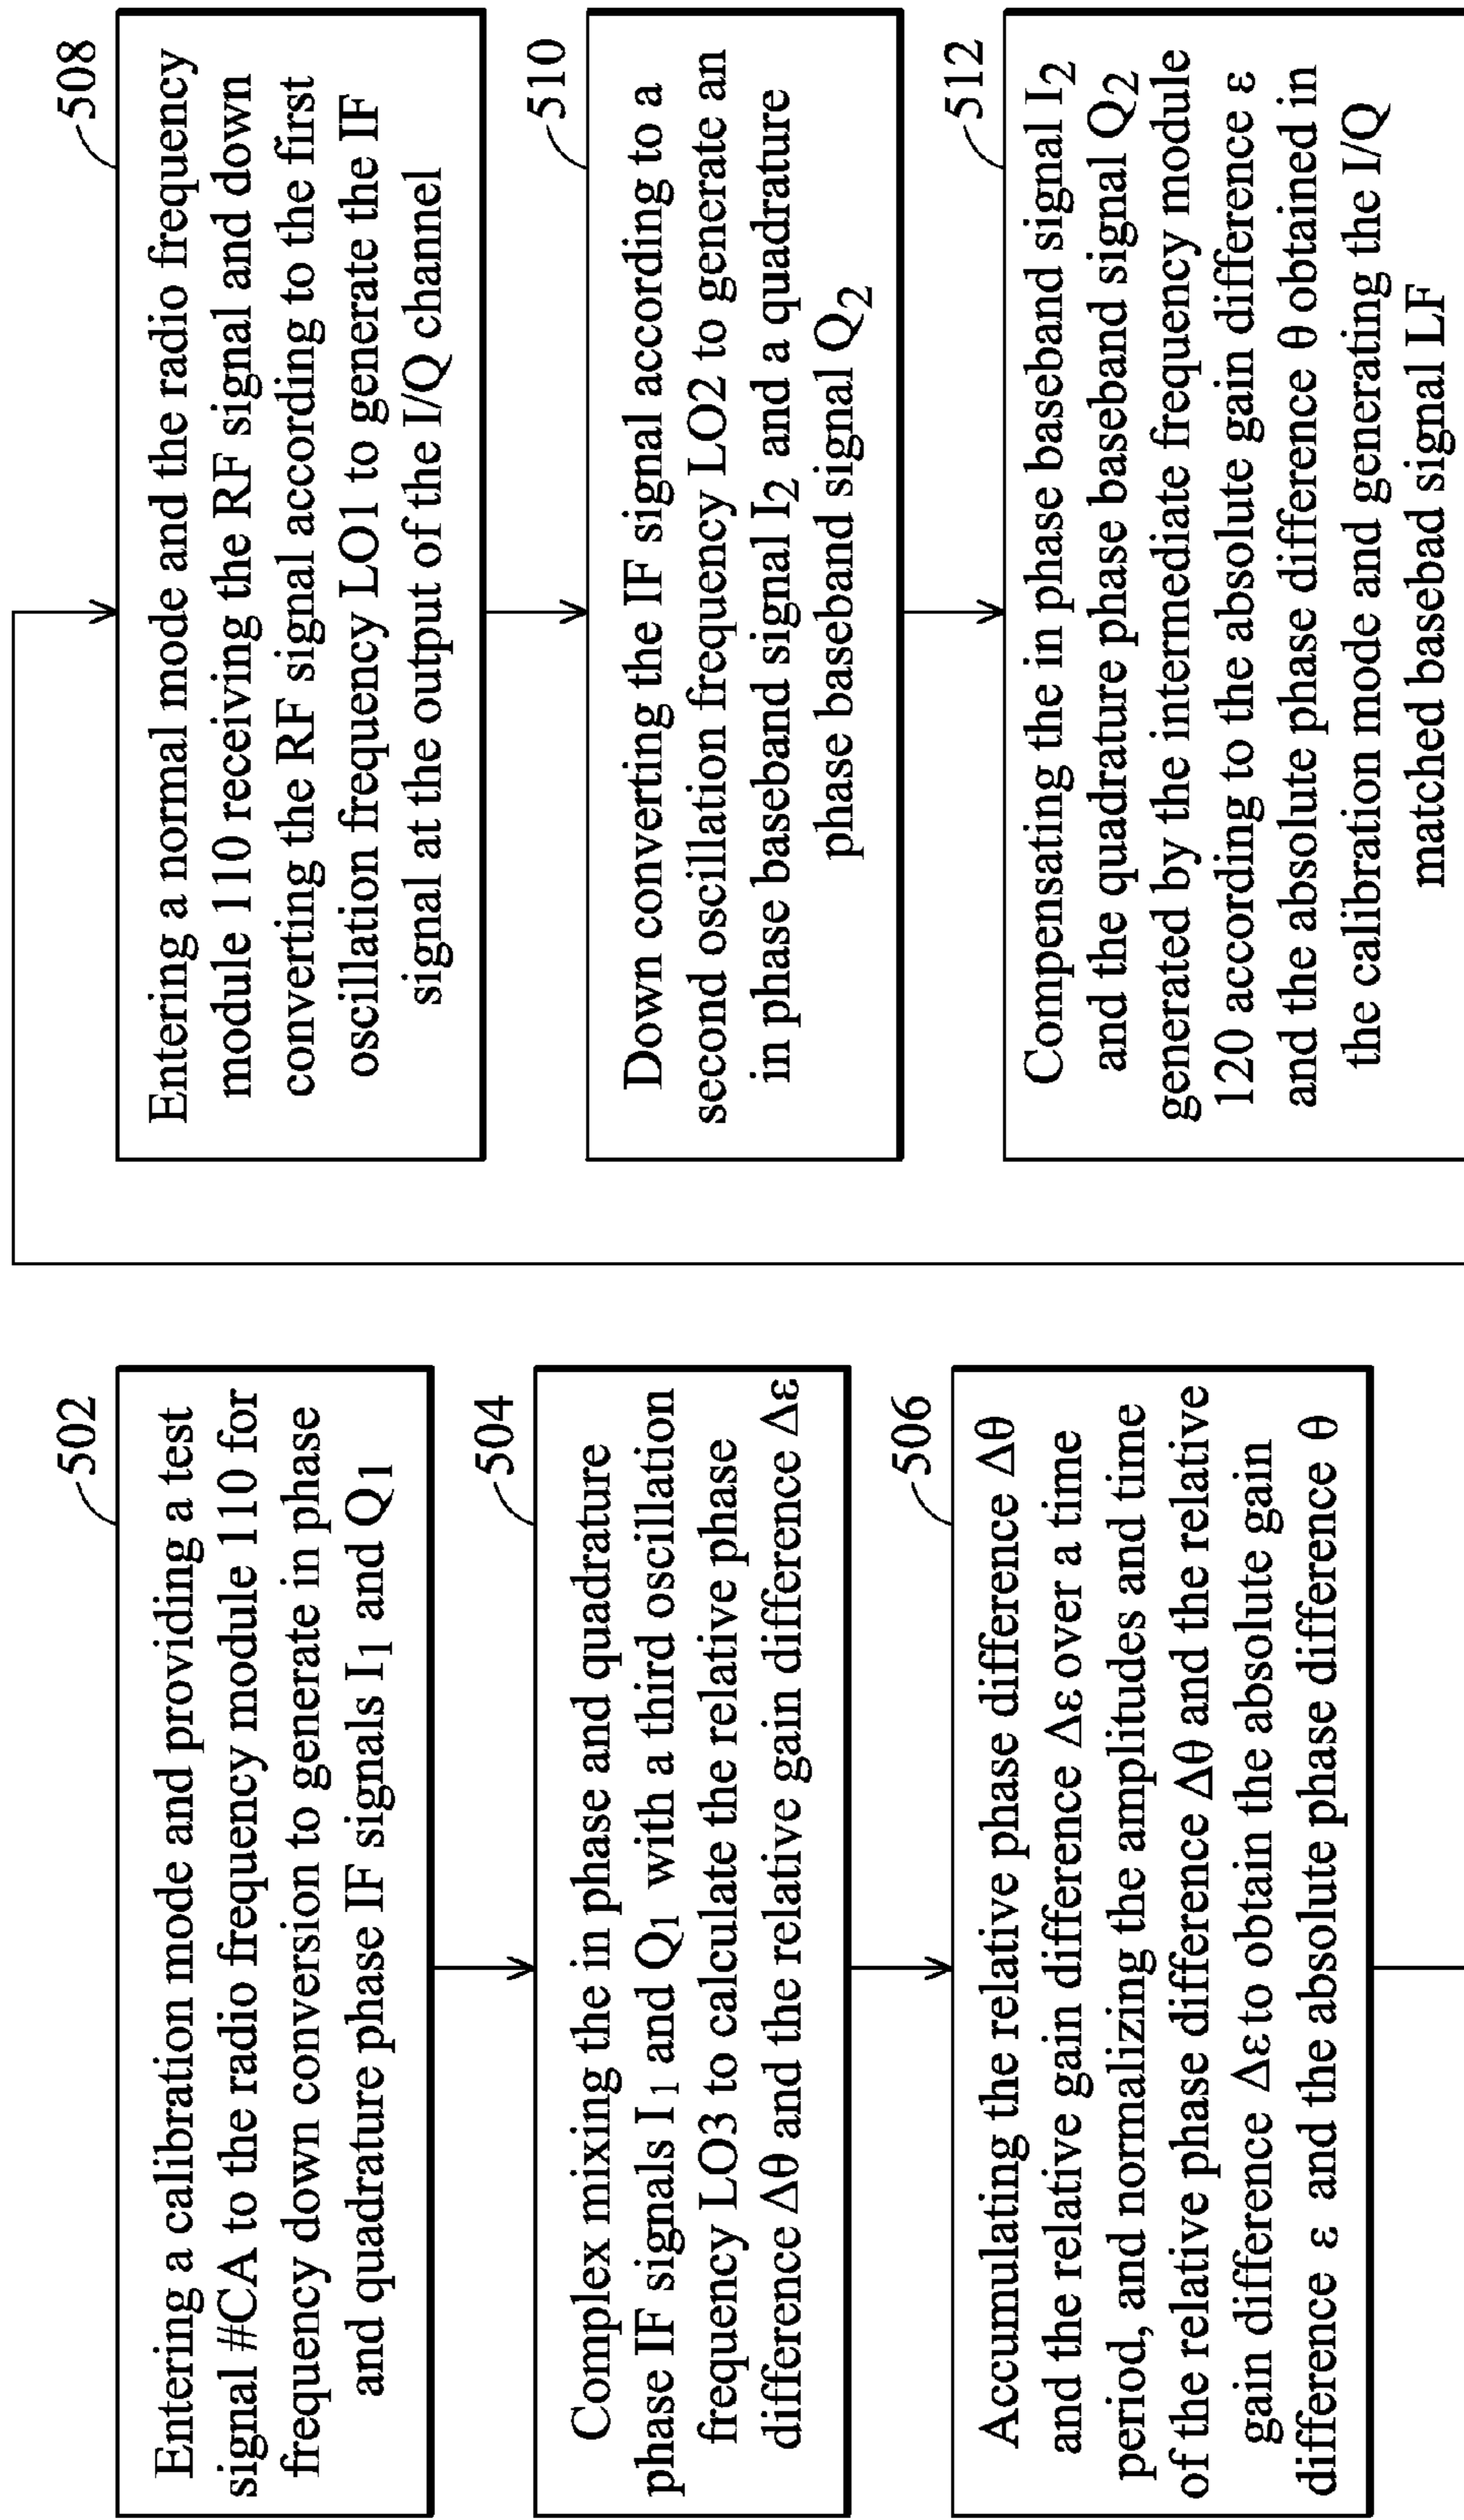 502
Entering a calibration mode and providing a test
signal #CA to the radio frequency module 110 for
frequency down conversion to generate in phase
and quadrature phase IF signals I1 and Q1
504
Complex mixing the in phase and quadrature
phase IF signals I1 and Q1 with a third oscillation
frequency LO3 to calculate the relative phase
difference Δθ and the relative gain difference Δε
506
Accumulating the relative phase difference Δθ
and the relative gain difference Δε over a time
period, and normalizing the amplitudes and time
of the relative phase difference Δθ and the relative
gain difference Δε to obtain the absolute gain
difference ε and the absolute phase difference θ
508
Entering a normal mode and the radio frequency
module 110 receiving the RF signal and down
converting the RF signal according to the first
oscillation frequency LO1 to generate the IF
signal at the output of the I/Q channel
510
Down converting the IF signal according to a
second oscillation frequency LO2 to generate an
in phase baseband signal I2 and a quadrature
phase baseband signal Q2
512
Compensating the in phase baseband signal I2
and the quadrature phase baseband signal Q2
generated by the intermediate frequency module
120 according to the absolute gain difference ε
and the absolute phase difference θ obtained in
the calibration mode and generating the I/Q
matched basebad signal LF